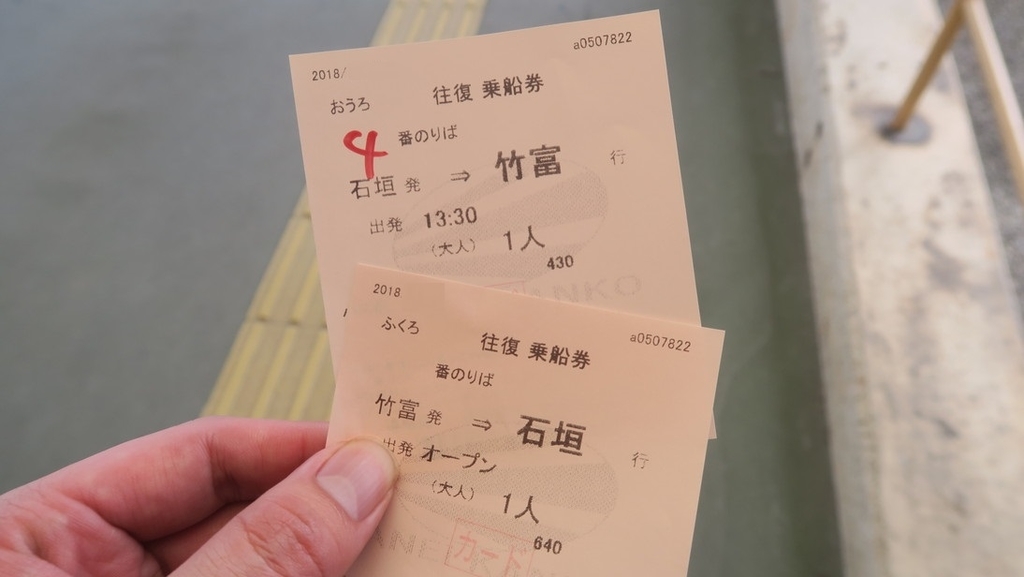 2018/ a0507822
おうろ 往復 乗船券
4 番のりば
石垣 発 ⇒ 竹富 行
出発 13:30
(大人) 1人
430
ANKO
2018 a0507822
ふくろ 往復 乗船券
番のりば
竹富 発 ⇒ 石垣 行
出発 オープン
(大人) 1人
640
カード